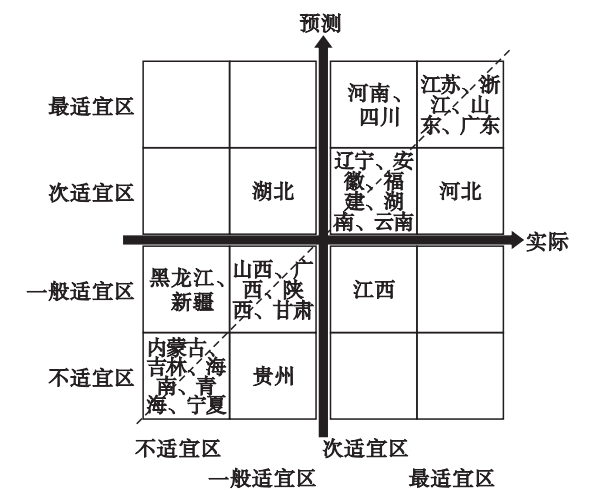 预测
最适宜区
河南、
四川
江苏、浙
江、山
东、广东
次适宜区
湖北
辽宁、安
徽、福
建、湖
南、云南
河北
实际
一般适宜区
黑龙江、
新疆
山西、广
西、陕
西、甘肃
江西
不适宜区
内蒙古、
吉林、海
南、青
海、宁夏
贵州
不适宜区
次适宜区
一般适宜区
最适宜区